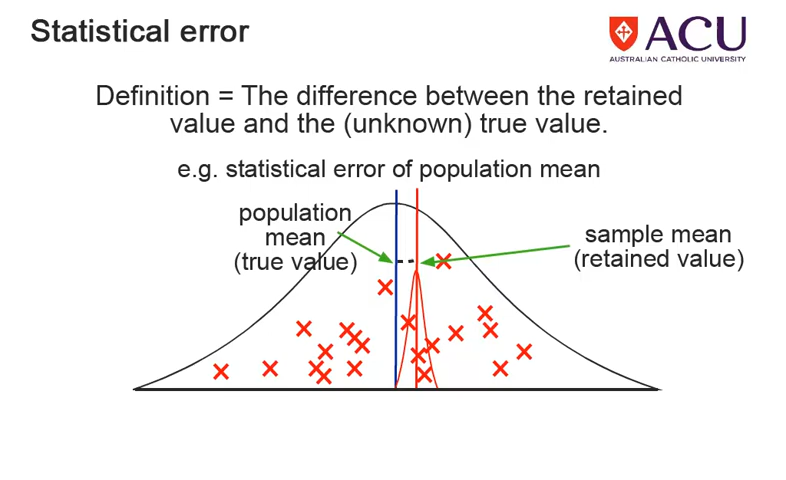 Statistical error
ACU
AUSTRALIAN CATHOLIC UNIVERSITY
Definition = The difference between the retained
value and the (unknown) true value.
e.g. statistical error of population mean
population
mean
(true value)
sample mean
(retained value)